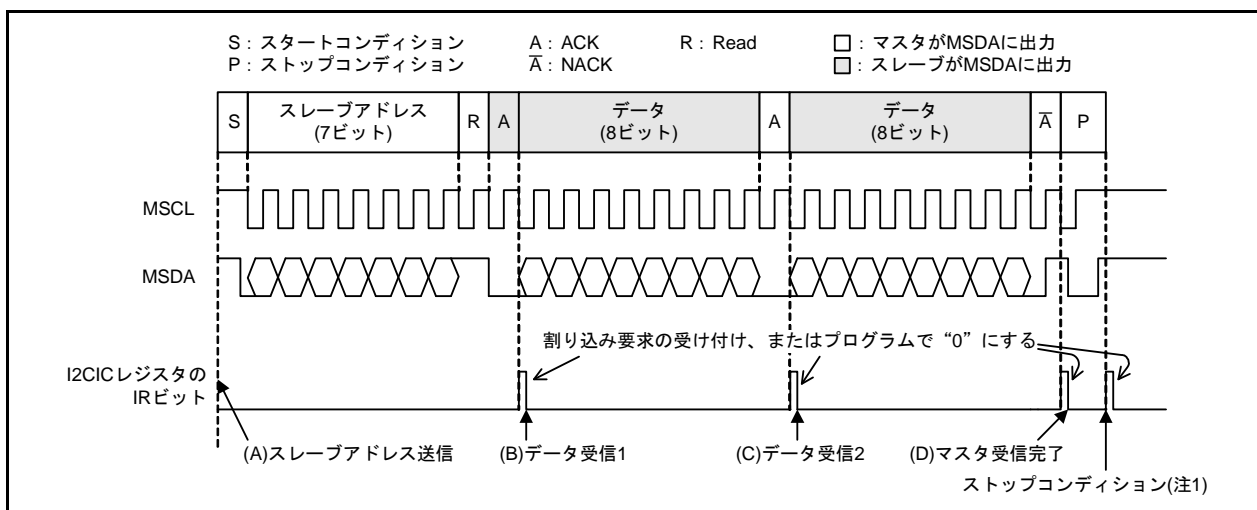 S：スタートコンディション A：ACK R：Read □：マスタがMSDAに出力
P：ストップコンディション A̅：NACK □：スレーブがMSDAに出力
S スレーブアドレス (7ビット) R A データ (8ビット) A データ (8ビット) A̅ P
MSCL
MSDA
割り込み要求の受け付け、またはプログラムで“0”にする
I2CICレジスタの
IRビット
(A)スレーブアドレス送信 (B)データ受信1 (C)データ受信2 (D)マスタ受信完了
ストップコンディション(注1)